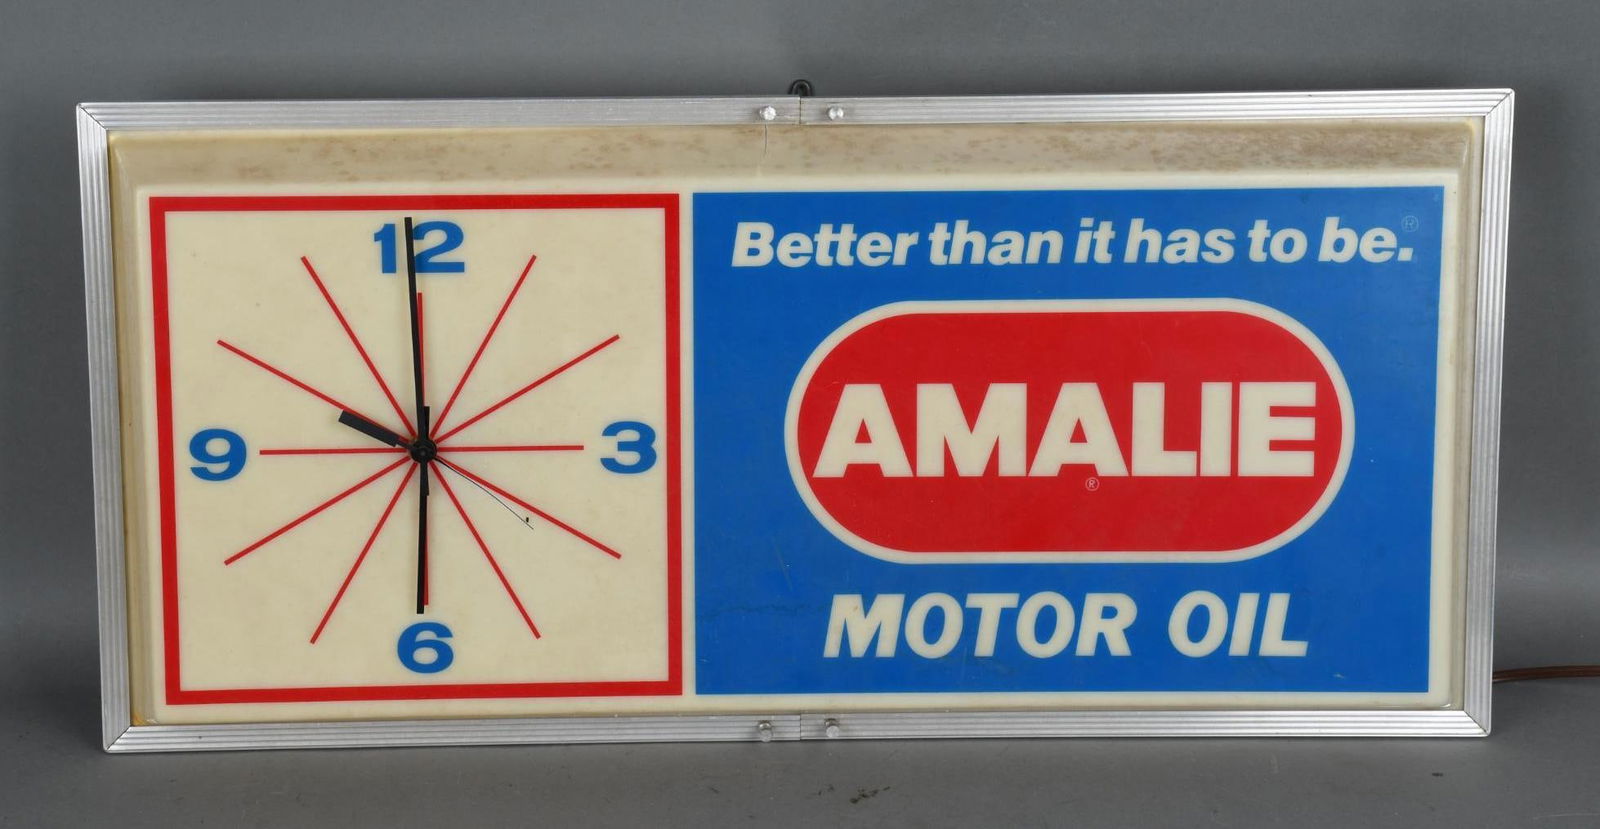 12
9
3
6
Better than it has to be.®
AMALIE
®
MOTOR OIL